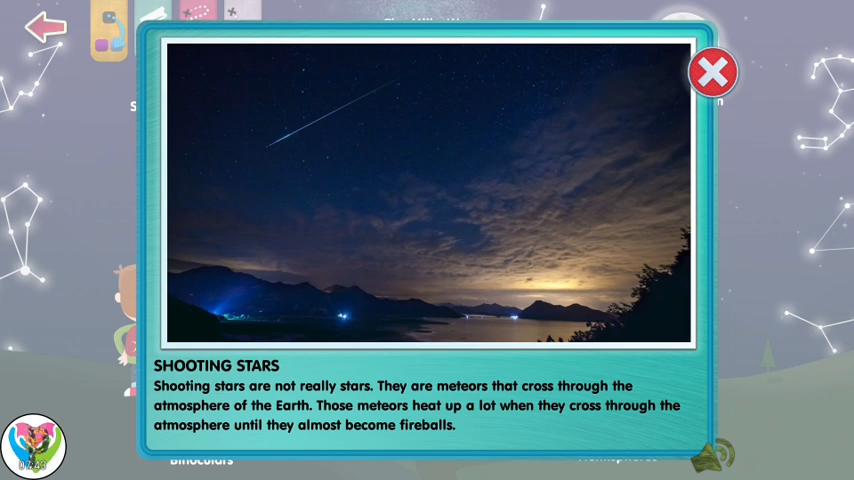 SHOOTING STARS
Shooting stars are not really stars. They are meteors that cross through the
atmosphere of the Earth. Those meteors heat up a lot when they cross through the
atmosphere until they almost become fireballs.
Binoculars